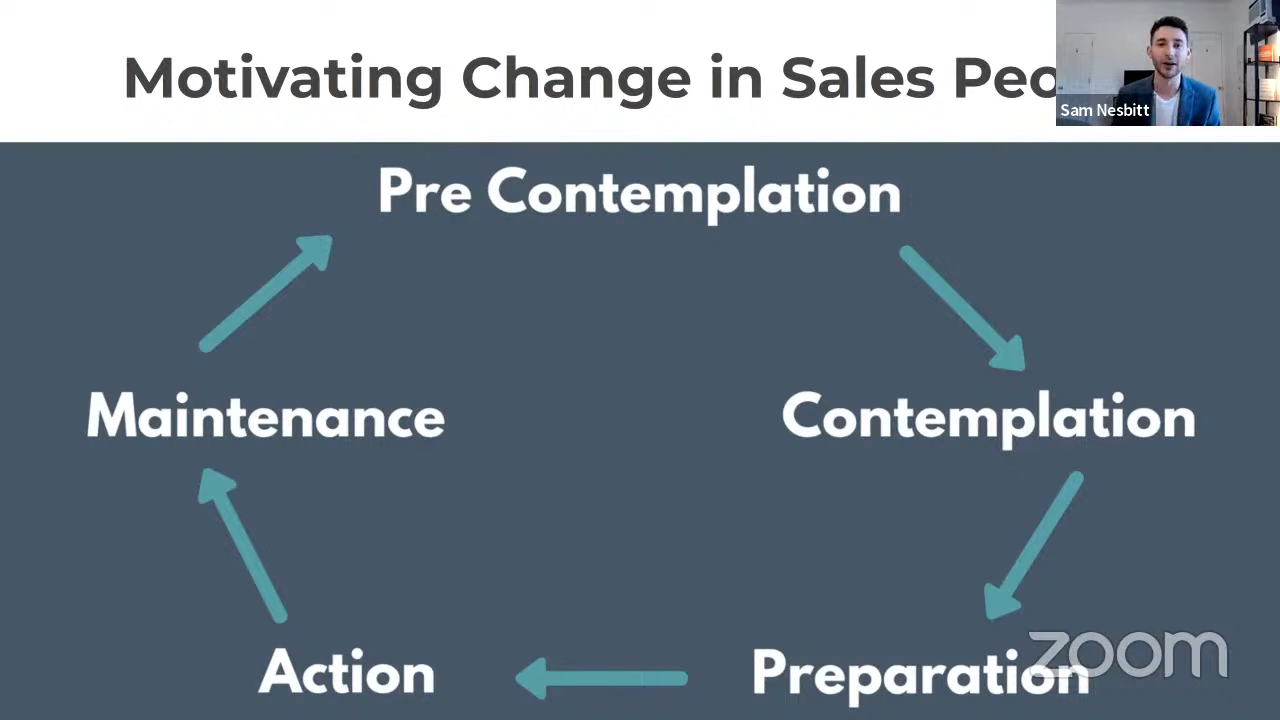 Motivating Change in Sales Peo
Sam Nesbitt
Pre Contemplation
Maintenance
Contemplation
Action
Preparation
zoom